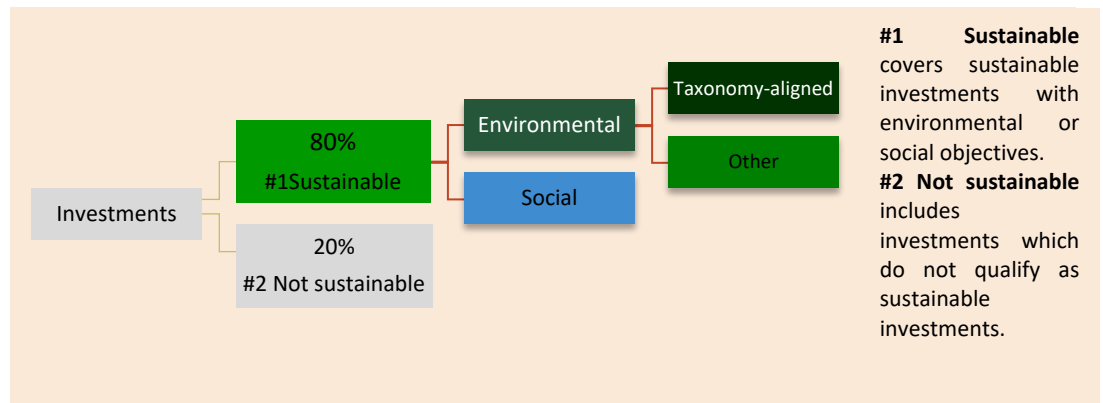 Investments
80%
#1Sustainable
20%
#2 Not sustainable
Environmental
Social
Taxonomy-aligned
Other
#1 Sustainable
covers sustainable
investments with
environmental or
social objectives.
#2 Not sustainable
includes
investments which
do not qualify as
sustainable
investments.